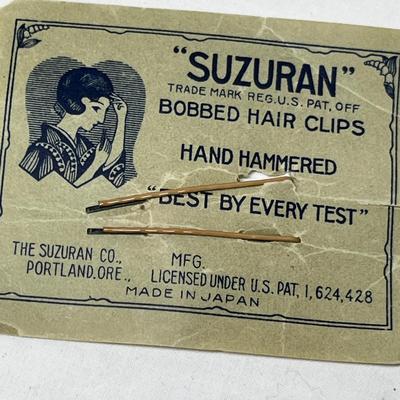 "SUZURAN"
TRADE MARK REG. U.S. PAT. OFF
BOBBED HAIR CLIPS
HAND HAMMERED
"BEST BY EVERY TEST"
THE SUZURAN CO., MFG.
PORTLAND.ORE., LICENSED UNDER U.S. PAT. 1,624,428
MADE IN JAPAN